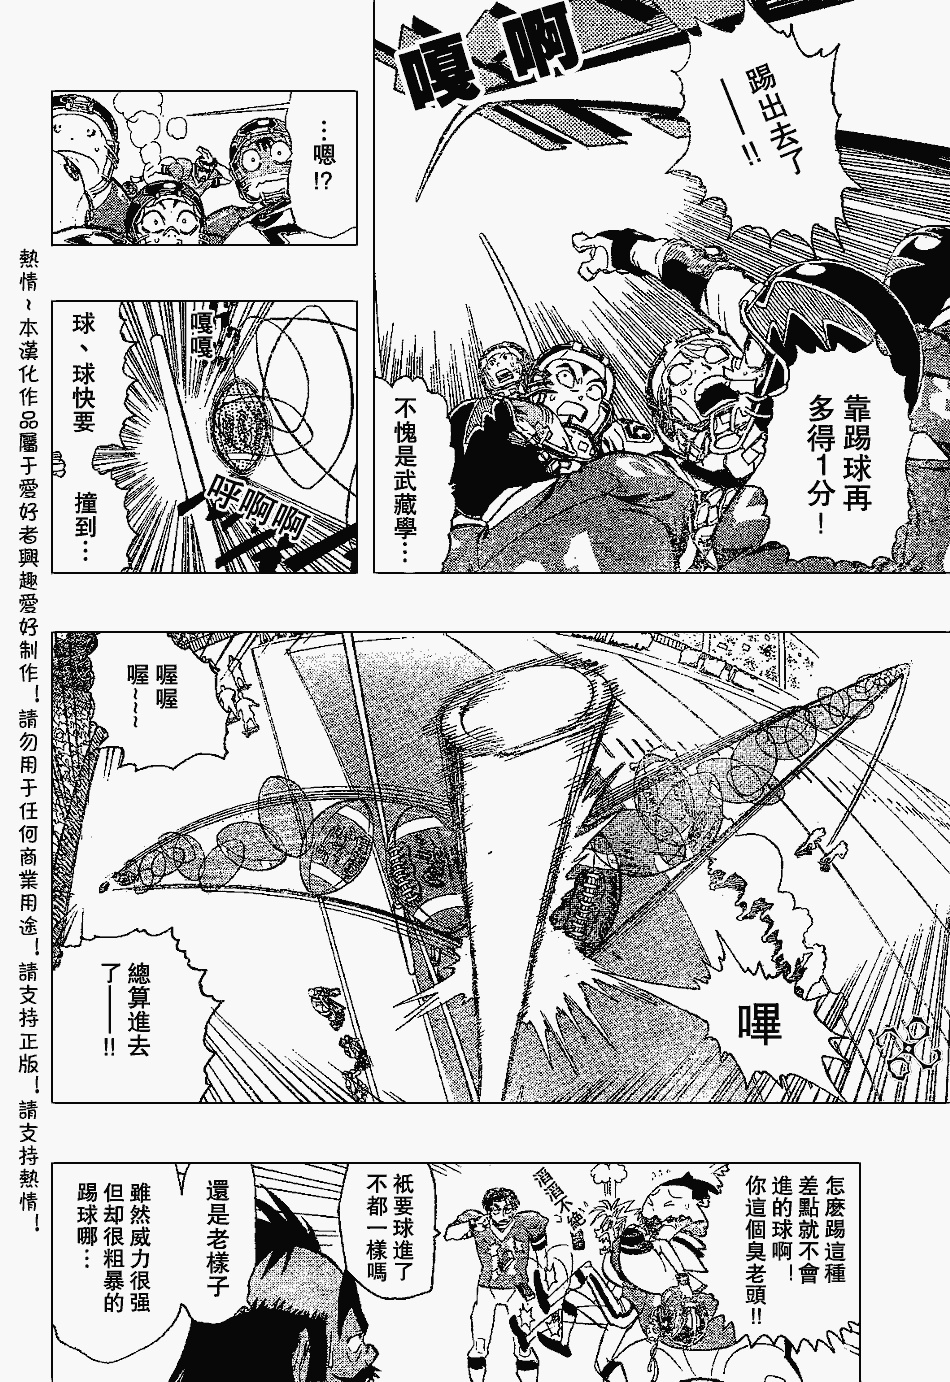 踢出去了
——!!
嘎啊
靠踢球再
多得1分！
不愧是武藏學…
…嗯!?
嘎嘎
球、球快要
撞到…
呼啊啊
喔喔
喔~~~
嗶
總算進去
了——!!
怎麼踢這種
差點就不會
進的球啊！
你這個臭老頭!!
滔滔不絕
祇要球進了
不都一樣嗎
還是老樣子
雖然威力很强
但却很粗暴的
踢球哪…
熱情~本漢化作品屬于愛好者興趣愛好制作！請勿用于任何商業用途！請支持正版！請支持熱情！